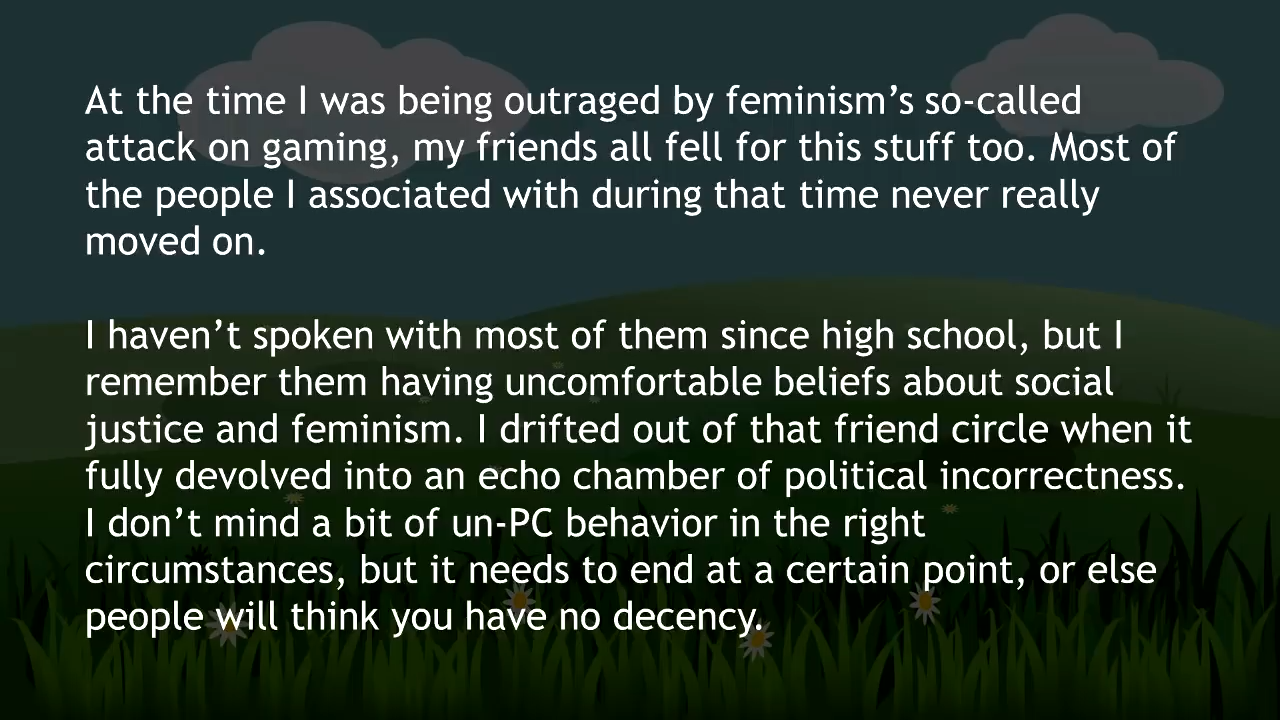 At the time I was being outraged by feminism’s so-called
attack on gaming, my friends all fell for this stuff too. Most of
the people I associated with during that time never really
moved on.
I haven’t spoken with most of them since high school, but I
remember them having uncomfortable beliefs about social
justice and feminism. I drifted out of that friend circle when it
fully devolved into an echo chamber of political incorrectness.
I don’t mind a bit of un-PC behavior in the right
circumstances, but it needs to end at a certain point, or else
people will think you have no decency.